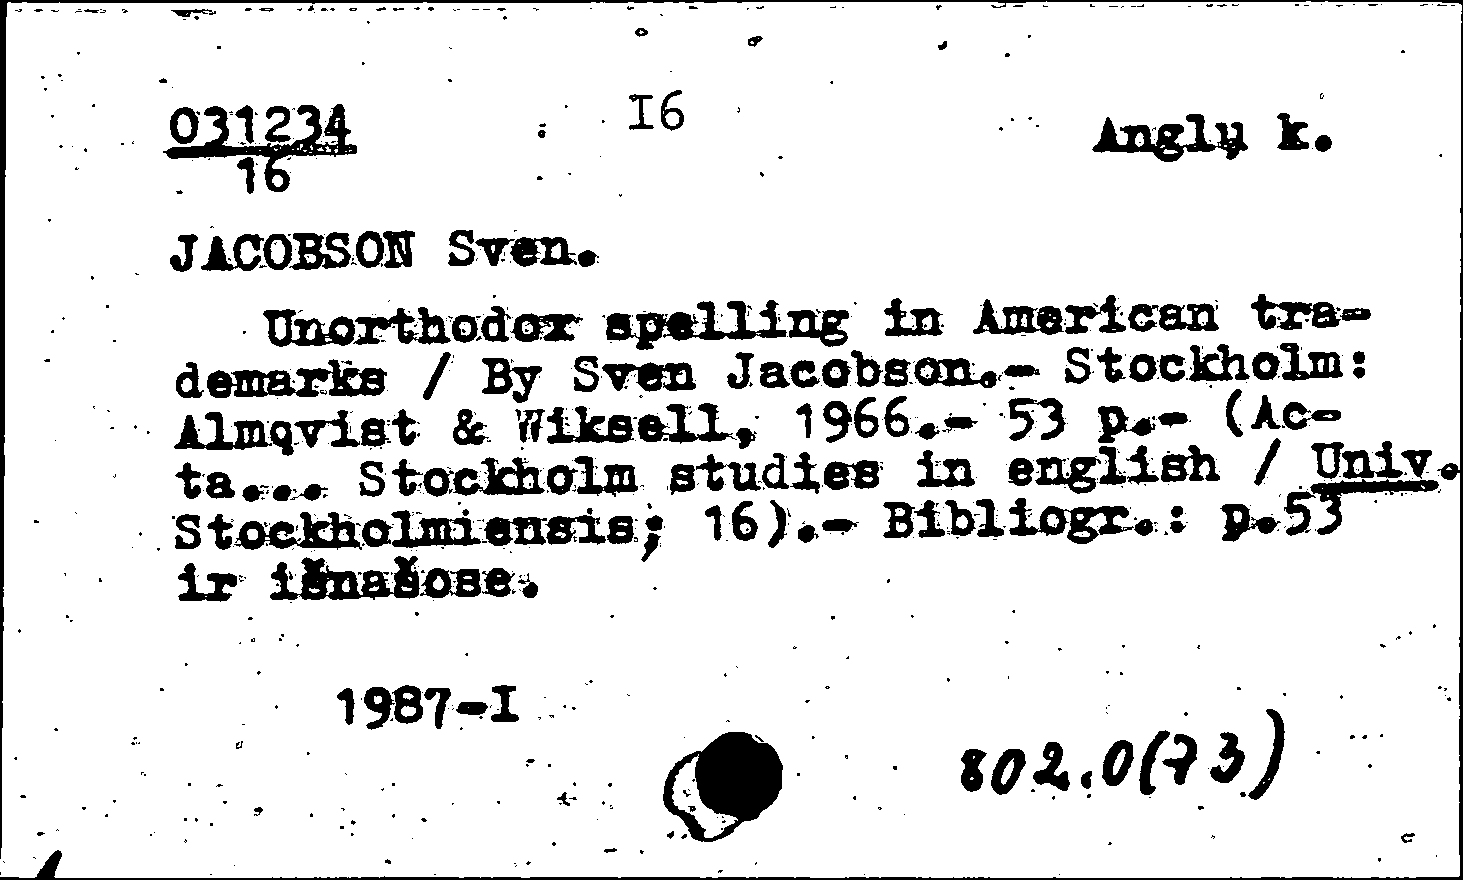 031234
16
I6
Anglų k.
JACOBSON Sven.
Unorthodox spelling in American tra-
demarks / By Sven Jacobson.- Stockholm:
Almqvist & Wiksell, 1966.- 53 p.- (Ac-
ta... Stockholm studies in english / Univ.
Stockholmiensis; 16).- Bibliogr.: p.53
ir išnašose.
1987-I
802.0(73)